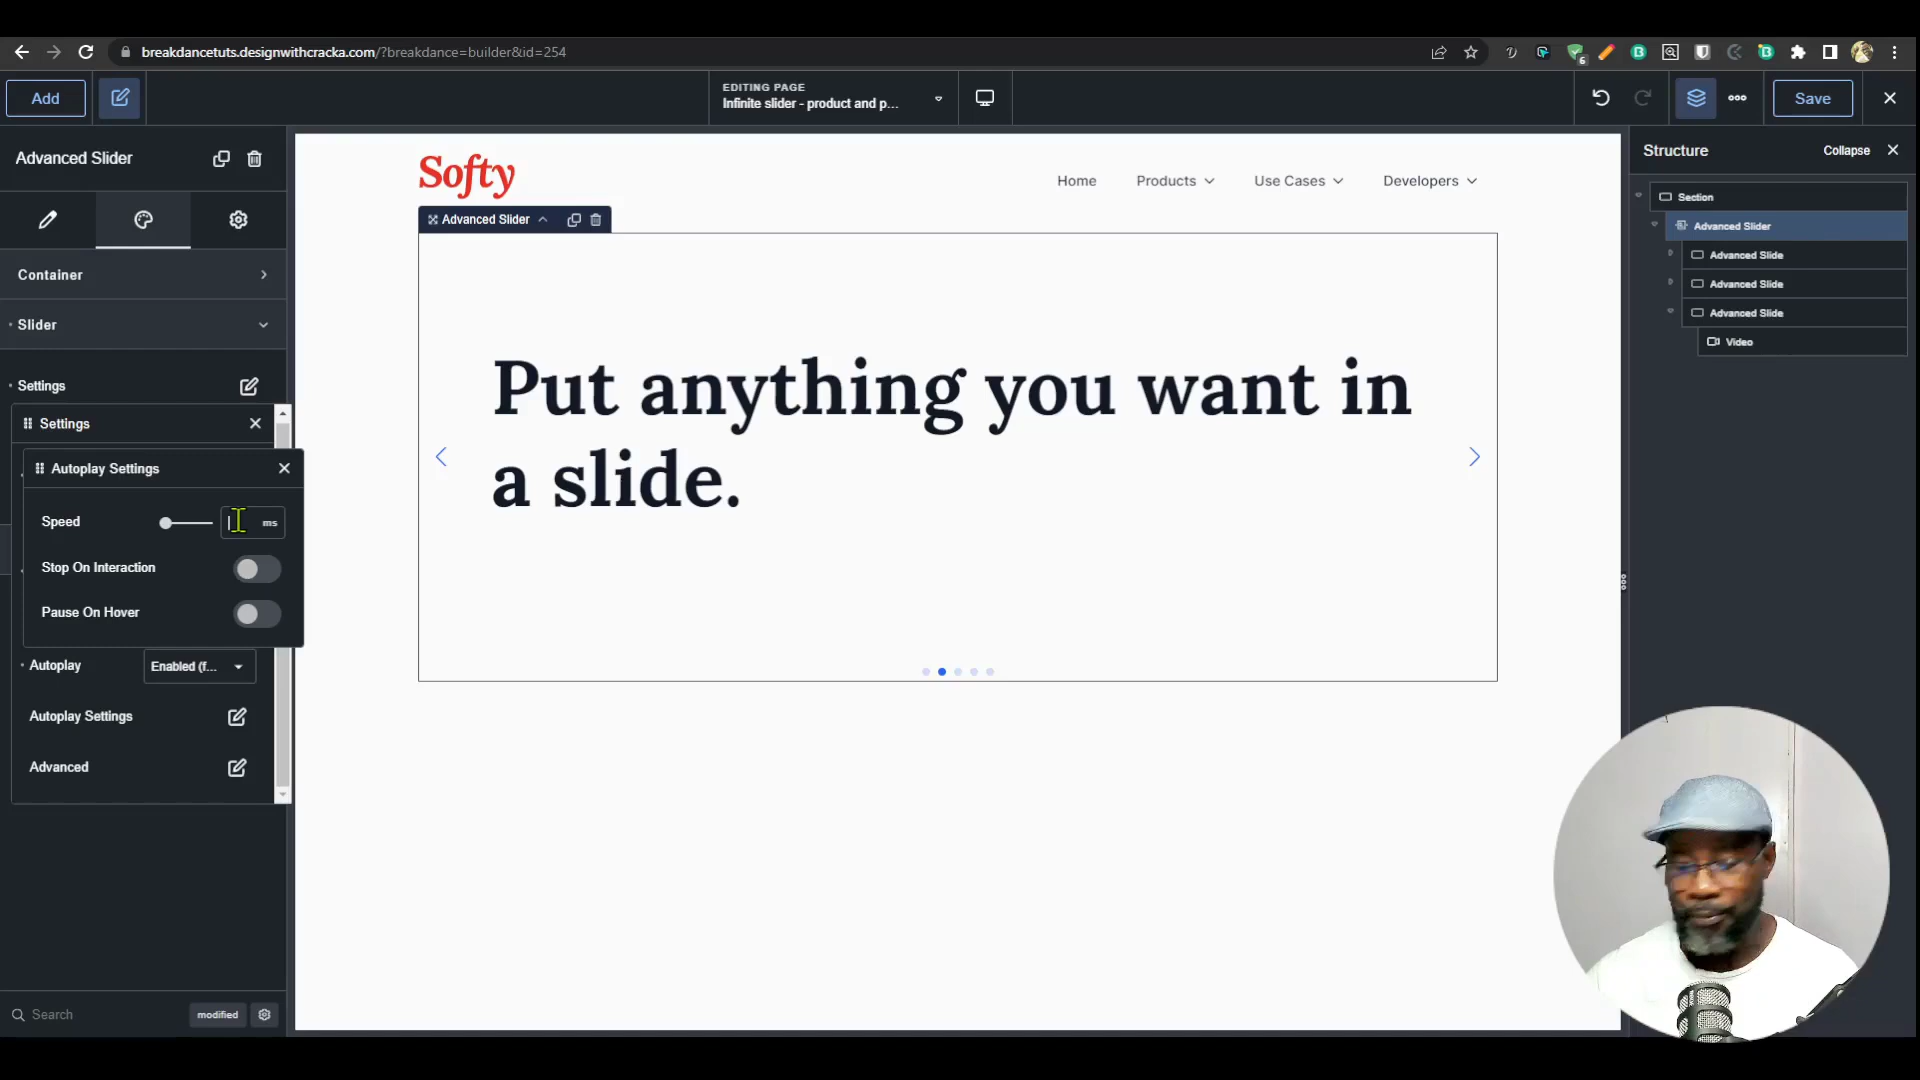 breakdancetuts.designwithcracka.com/?breakdance=builder&id=254
6
Add
EDITING PAGE
Infinite slider - product and p...
Save
Advanced Slider
Structure
Collapse
Softy
Home
Products
Use Cases
Developers
Section
Advanced Slider
Advanced Slider
Advanced Slide
Advanced Slide
Advanced Slide
Video
Container
Slider
Settings
Settings
Autoplay Settings
Speed
ms
Stop On Interaction
Pause On Hover
Autoplay
Enabled (f...
Autoplay Settings
Advanced
Put anything you want in
a slide.
Search
modified